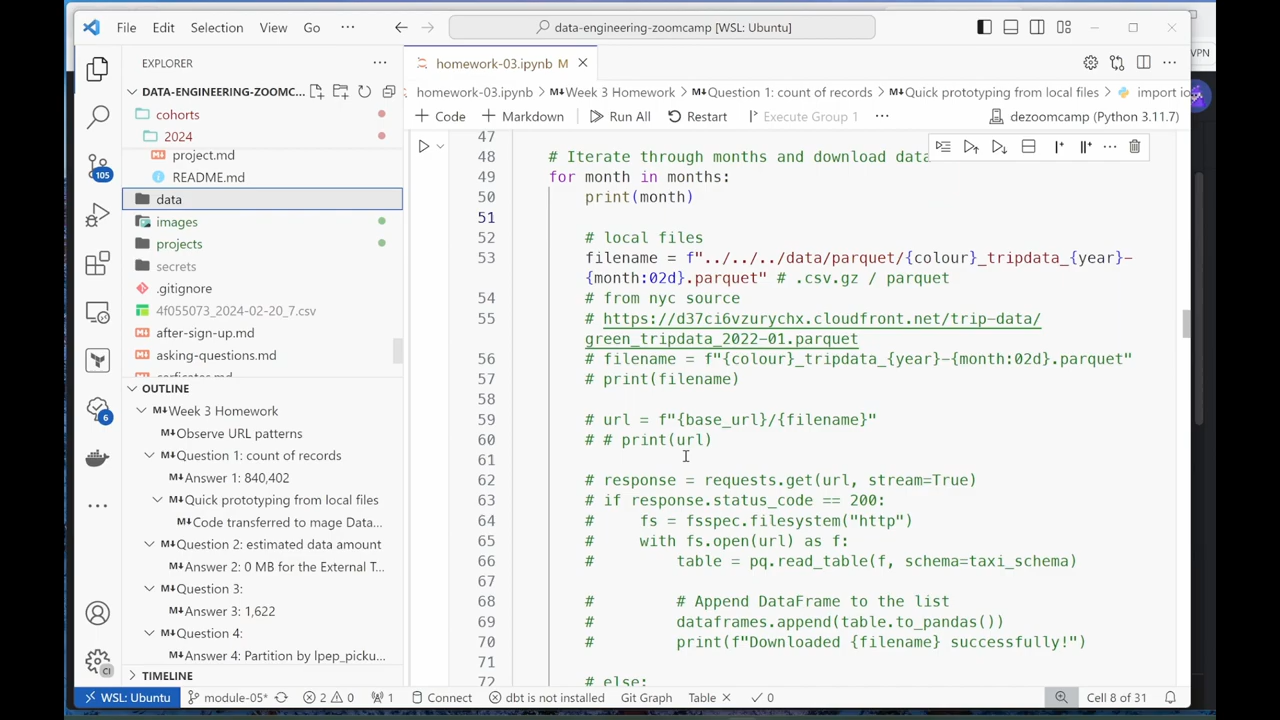 File Edit Selection View Go ··· data-engineering-zoomcamp [WSL: Ubuntu]
VPN
EXPLORER
DATA-ENGINEERING-ZOOMC...
cohorts
2024
project.md
README.md
data
images
projects
secrets
.gitignore
4f055073_2024-02-20_7.csv
after-sign-up.md
asking-questions.md
OUTLINE
Week 3 Homework
Observe URL patterns
Question 1: count of records
Answer 1: 840,402
Quick prototyping from local files
Code transferred to mage Data...
Question 2: estimated data amount
Answer 2: 0 MB for the External T...
Question 3:
Answer 3: 1,622
Question 4:
Answer 4: Partition by lpep_picku...
TIMELINE
105
6
CI
homework-03.ipynb M
homework-03.ipynb > M↓Week 3 Homework > M↓Question 1: count of records > M↓Quick prototyping from local files > import io
+ Code + Markdown Run All Restart Execute Group 1 ··· dezoomcamp (Python 3.11.7)
47
48 # Iterate through months and download data
49 for month in months:
50 print(month)
51
52 # local files
53 filename = f"../../../data/parquet/{colour}_tripdata_{year}-
{month:02d}.parquet" # .csv.gz / parquet
54 # from nyc source
55 # https://d37ci6vzurychx.cloudfront.net/trip-data/
green_tripdata_2022-01.parquet
56 # filename = f"{colour}_tripdata_{year}-{month:02d}.parquet"
57 # print(filename)
58
59 # url = f"{base_url}/{filename}"
60 # # print(url)
61
62 # response = requests.get(url, stream=True)
63 # if response.status_code == 200:
64 # fs = fsspec.filesystem("http")
65 # with fs.open(url) as f:
66 # table = pq.read_table(f, schema=taxi_schema)
67
68 # # Append DataFrame to the list
69 # dataframes.append(table.to_pandas())
70 # print(f"Downloaded {filename} successfully!")
71
72 # else:
WSL: Ubuntu module-05* 2 0 1 Connect dbt is not installed Git Graph Table 0 Cell 8 of 31